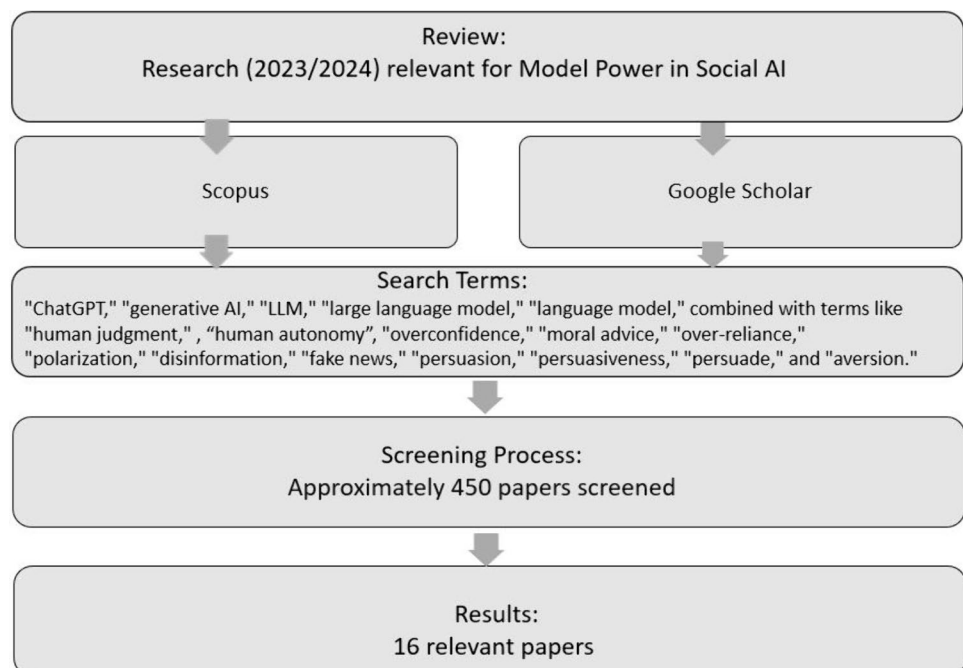 Review:
Research (2023/2024) relevant for Model Power in Social AI
Scopus
Google Scholar
Search Terms:
"ChatGPT," "generative AI," "LLM," "large language model," "language model," combined with terms like
"human judgment," , “human autonomy”, "overconfidence," "moral advice," "over-reliance,"
"polarization," "disinformation," "fake news," "persuasion," "persuasiveness," "persuade," and "aversion."
Screening Process:
Approximately 450 papers screened
Results:
16 relevant papers